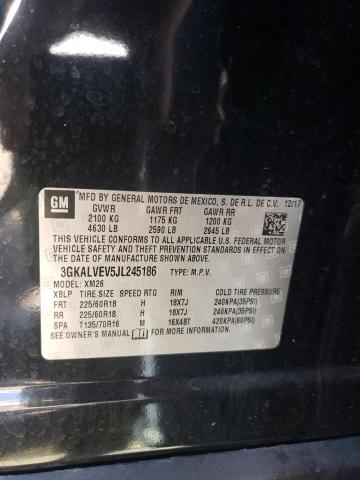 GM
MFD BY GENERAL MOTORS DE MEXICO, S. DE R.L. DE C.V. 12/17
GVWR GAWR FRT GAWR RR
2100 KG 1175 KG 1200 KG
4630 LB 2590 LB 2645 LB
THIS VEHICLE CONFORMS TO ALL APPLICABLE U.S. FEDERAL MOTOR
VEHICLE SAFETY AND THEFT PREVENTION STANDARDS IN EFFECT ON
THE DATE OF MANUFACTURE SHOWN ABOVE.
3GKALVEV5JL245186 TYPE: M.P.V.
MODEL: XM26
XBLP TIRE SIZE SPEED RTG RIM COLD TIRE PRESSURE
FRT 225/60R18 H 18X7J 240KPA(35PSI)
RR 225/60R18 H 18X7J 240KPA(35PSI)
SPA T135/70R16 M 16X4BT 420KPA(60PSI)
SEE OWNER'S MANUAL FOR MORE INFORMATION.